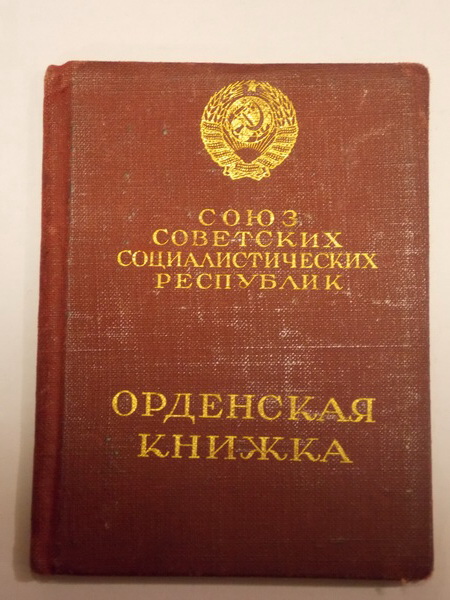 СОЮЗ
СОВЕТСКИХ
СОЦИАЛИСТИЧЕСКИХ
РЕСПУБЛИК
ОРДЕНСКАЯ
КНИЖКА